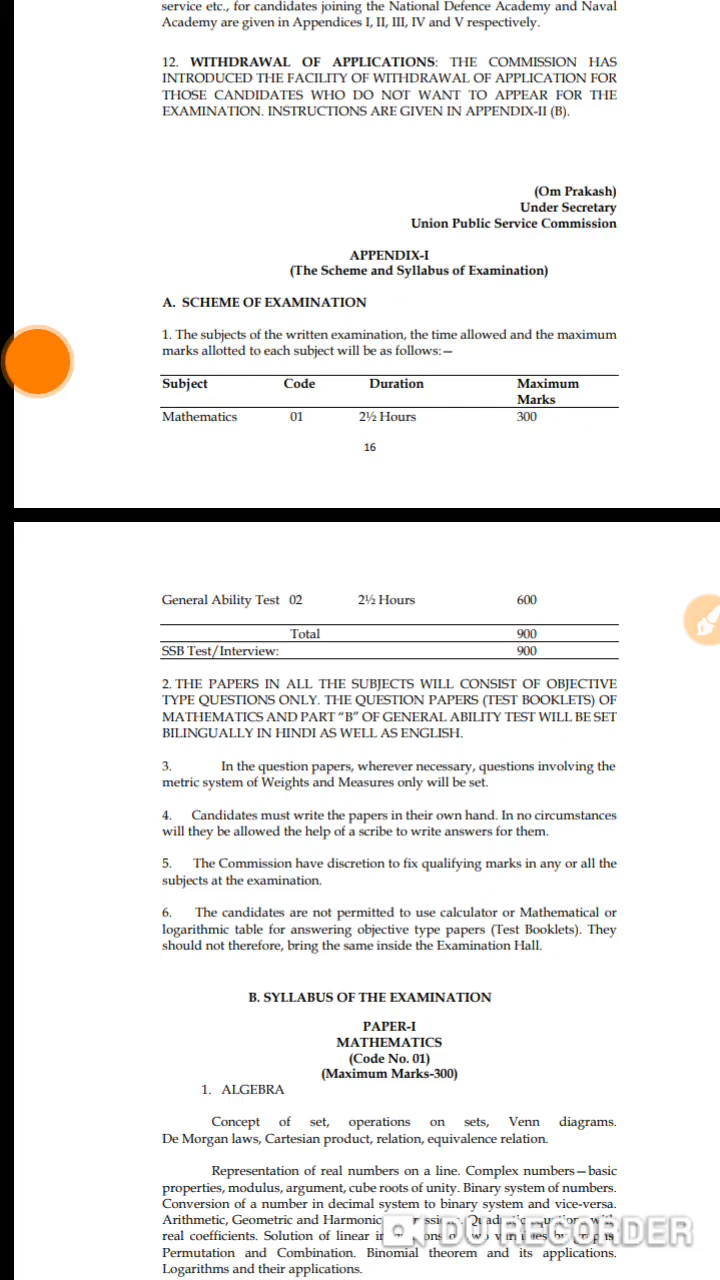 service etc., for candidates joining the National Defence Academy and Naval
Academy are given in Appendices I, II, III, IV and V respectively.
12. WITHDRAWAL OF APPLICATIONS: THE COMMISSION HAS
INTRODUCED THE FACILITY OF WITHDRAWAL OF APPLICATION FOR
THOSE CANDIDATES WHO DO NOT WANT TO APPEAR FOR THE
EXAMINATION. INSTRUCTIONS ARE GIVEN IN APPENDIX-II (B).
(Om Prakash)
Under Secretary
Union Public Service Commission
APPENDIX-I
(The Scheme and Syllabus of Examination)
A. SCHEME OF EXAMINATION
1. The subjects of the written examination, the time allowed and the maximum
marks allotted to each subject will be as follows:—
Subject Code Duration Maximum
Marks
Mathematics 01 2½ Hours 300
16
General Ability Test 02 2½ Hours 600
Total 900
SSB Test/Interview: 900
2. THE PAPERS IN ALL THE SUBJECTS WILL CONSIST OF OBJECTIVE
TYPE QUESTIONS ONLY. THE QUESTION PAPERS (TEST BOOKLETS) OF
MATHEMATICS AND PART “B” OF GENERAL ABILITY TEST WILL BE SET
BILINGUALLY IN HINDI AS WELL AS ENGLISH.
3. In the question papers, wherever necessary, questions involving the
metric system of Weights and Measures only will be set.
4. Candidates must write the papers in their own hand. In no circumstances
will they be allowed the help of a scribe to write answers for them.
5. The Commission have discretion to fix qualifying marks in any or all the
subjects at the examination.
6. The candidates are not permitted to use calculator or Mathematical or
logarithmic table for answering objective type papers (Test Booklets). They
should not therefore, bring the same inside the Examination Hall.
B. SYLLABUS OF THE EXAMINATION
PAPER-I
MATHEMATICS
(Code No. 01)
(Maximum Marks-300)
1. ALGEBRA
Concept of set, operations on sets, Venn diagrams.
De Morgan laws, Cartesian product, relation, equivalence relation.
Representation of real numbers on a line. Complex numbers—basic
properties, modulus, argument, cube roots of unity. Binary system of numbers.
Conversion of a number in decimal system to binary system and vice-versa.
Arithmetic, Geometric and Harmonic
real coefficients. Solution of linear
DU RECORDER
Permutation and Combination. Binomial theorem and its applications.
Logarithms and their applications.